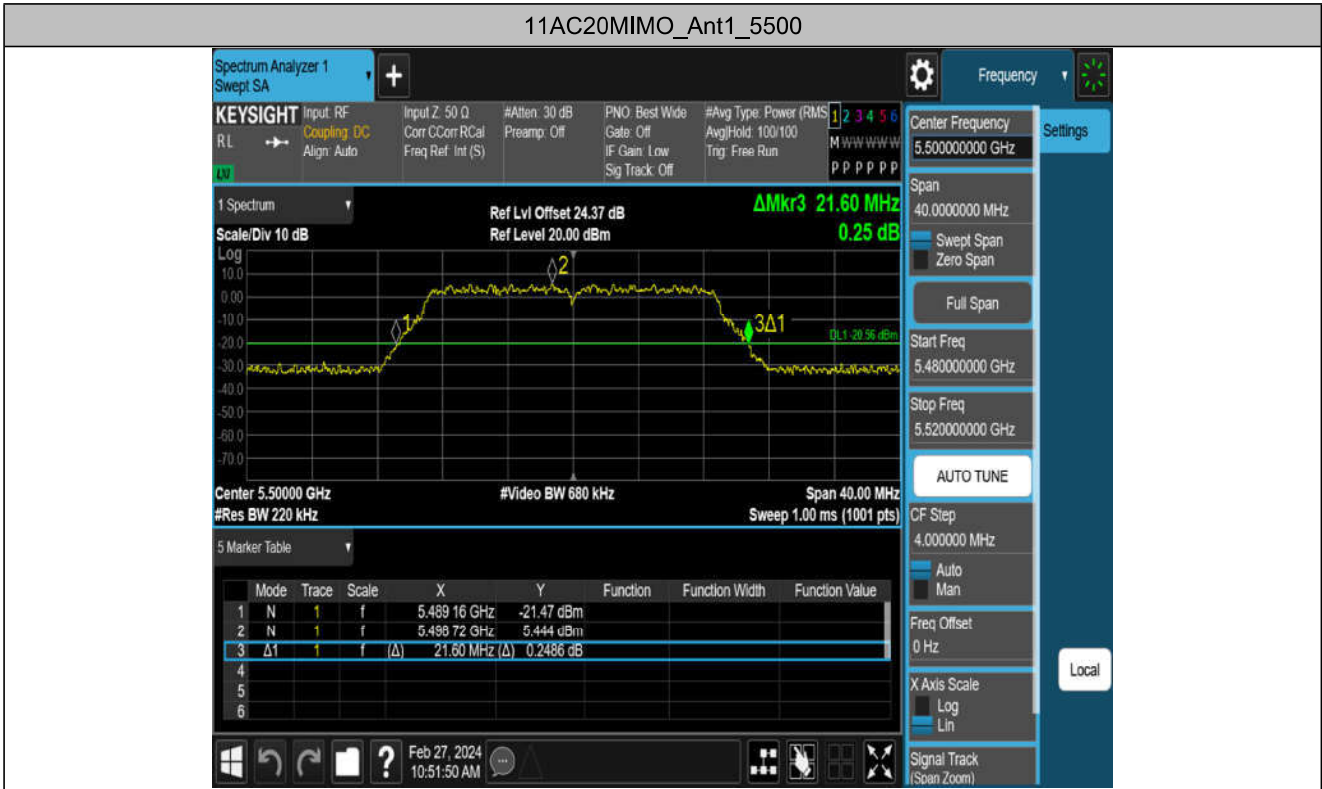 11AC20MIMO_Ant1_5500
Spectrum Analyzer 1
Swept SA
+
Frequency
KEYSIGHT
RL
LXI
Input: RF
Coupling: DC
Align: Auto
Input Z: 50 Ω
Corr CCorr RCal
Freq Ref: Int (S)
#Atten: 30 dB
Preamp: Off
PNO: Best Wide
Gate: Off
IF Gain: Low
Sig Track: Off
#Avg Type: Power (RMS
Avg|Hold: 100/100
Trig: Free Run
1 2 3 4 5 6
M W W W W W
P P P P P P
Center Frequency
5.500000000 GHz
Settings
Span
40.0000000 MHz
Swept Span
Zero Span
Full Span
Start Freq
5.480000000 GHz
Stop Freq
5.520000000 GHz
AUTO TUNE
CF Step
4.000000 MHz
Auto
Man
Freq Offset
0 Hz
X Axis Scale
Log
Lin
Signal Track
(Span Zoom)
Local
1 Spectrum
Scale/Div 10 dB
Ref Lvl Offset 24.37 dB
Ref Level 20.00 dBm
ΔMkr3 21.60 MHz
0.25 dB
Log
10.0
0.00
-10.0
-20.0
-30.0
-40.0
-50.0
-60.0
-70.0
1
2
3Δ1
DL1 -20.56 dBm
Center 5.50000 GHz
#Video BW 680 kHz
Span 40.00 MHz
#Res BW 220 kHz
Sweep 1.00 ms (1001 pts)
5 Marker Table
Mode Trace Scale X Y Function Function Width Function Value
1 N 1 f 5.489 16 GHz -21.47 dBm
2 N 1 f 5.498 72 GHz 5.444 dBm
3 Δ1 1 f (Δ) 21.60 MHz (Δ) 0.2486 dB
4
5
6
?
Feb 27, 2024
10:51:50 AM